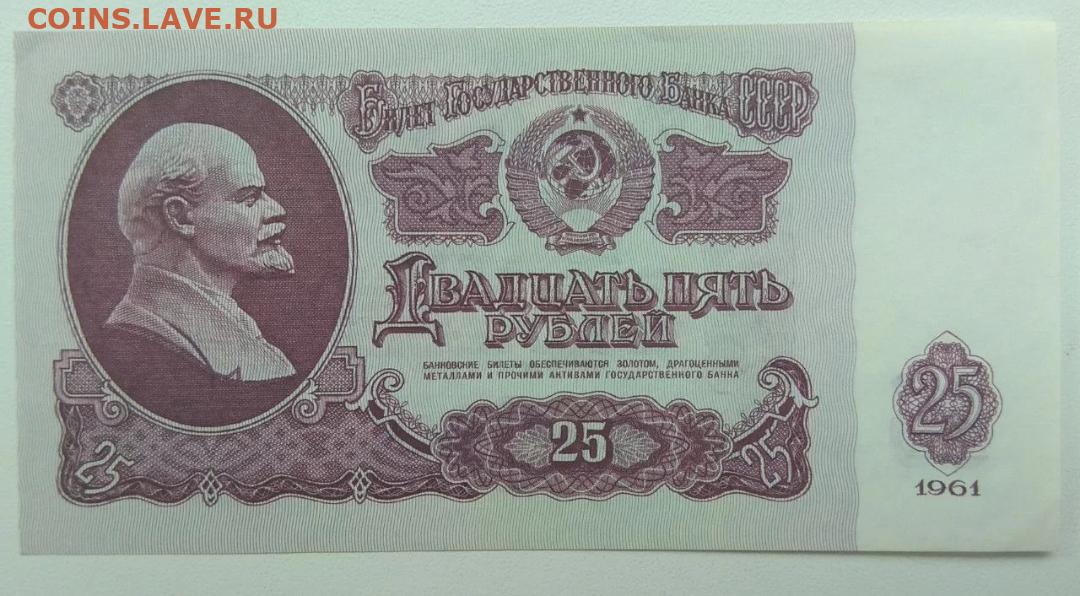 COINS.LAVE.RU
Билет Государственного Банка СССР
Двадцать пять
рублей
БАНКОВСКИЕ БИЛЕТЫ ОБЕСПЕЧИВАЮТСЯ ЗОЛОТОМ, ДРАГОЦЕННЫМИ
МЕТАЛЛАМИ И ПРОЧИМИ АКТИВАМИ ГОСУДАРСТВЕННОГО БАНКА
25
25
25
25
1961